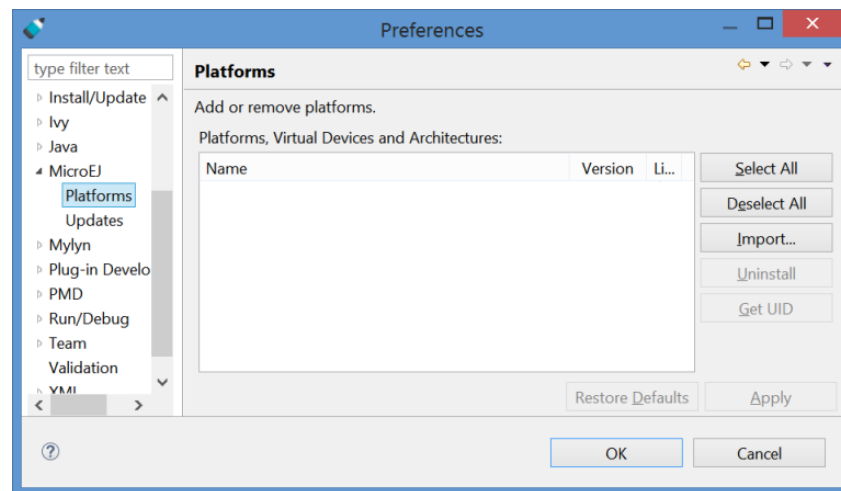 Preferences
type filter text
Install/Update
Ivy
Java
MicroEJ
Platforms
Updates
Mylyn
Plug-in Develo
PMD
Run/Debug
Team
Validation
XML
Platforms
Add or remove platforms.
Platforms, Virtual Devices and Architectures:
Name Version Li...
Select All
Deselect All
Import...
Uninstall
Get UID
Restore Defaults Apply
OK Cancel